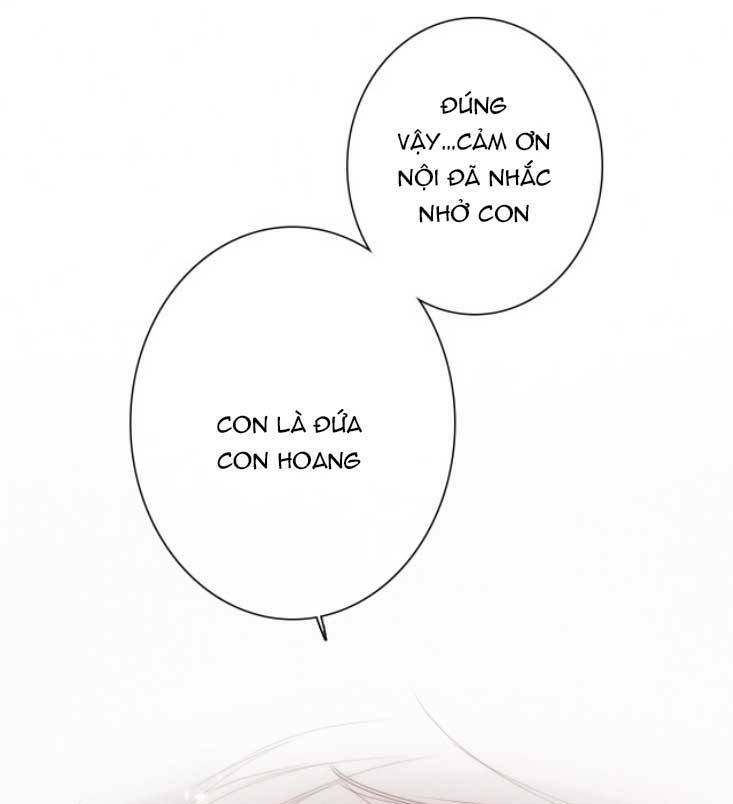 ĐÚNG
VẬY...CẢM ƠN
NỘI ĐÃ NHẮC
NHỞ CON
CON LÀ ĐỨA
CON HOANG